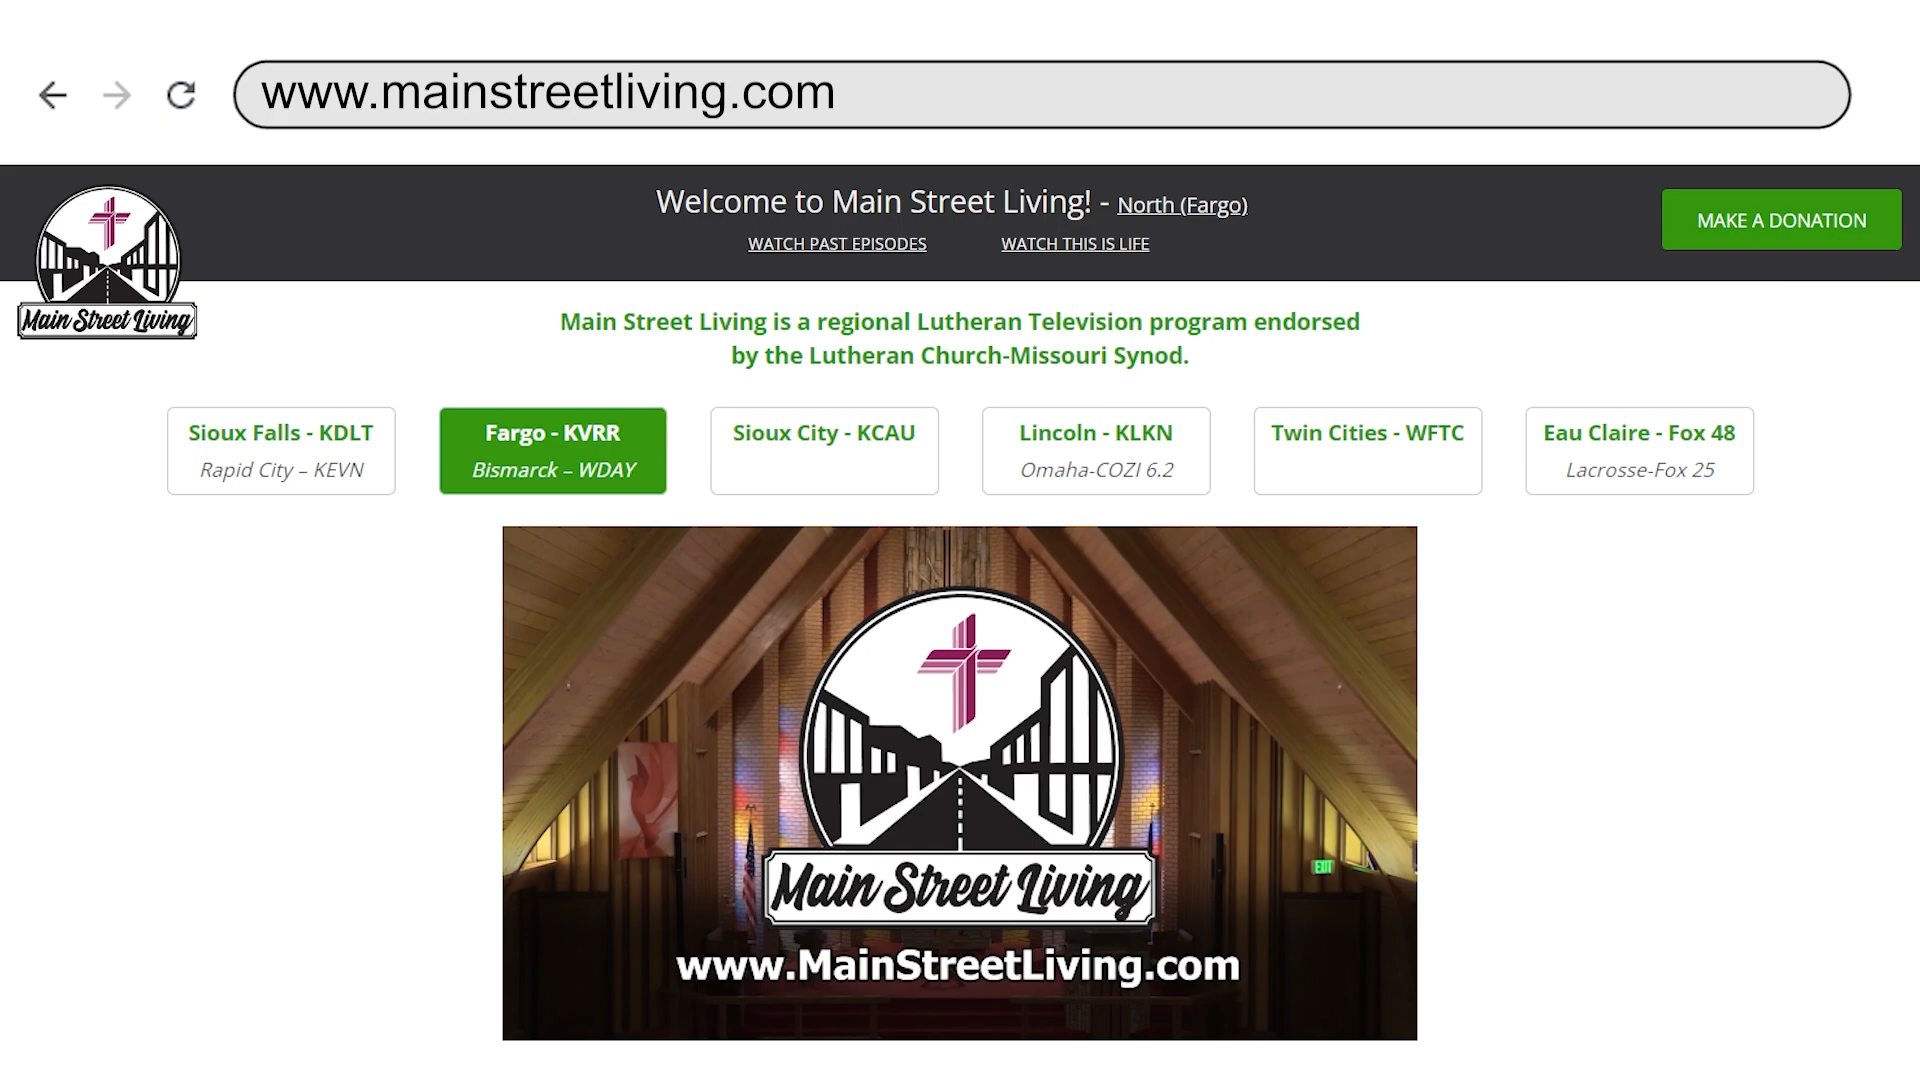 www.mainstreetliving.com
Welcome to Main Street Living! - North (Fargo)
WATCH PAST EPISODES WATCH THIS IS LIFE
MAKE A DONATION
Main Street Living
Main Street Living is a regional Lutheran Television program endorsed
by the Lutheran Church-Missouri Synod.
Sioux Falls - KDLT
Rapid City – KEVN
Fargo - KVRR
Bismarck – WDAY
Sioux City - KCAU
Lincoln - KLKN
Omaha-COZI 6.2
Twin Cities - WFTC
Eau Claire - Fox 48
Lacrosse-Fox 25
EXIT
Main Street Living
www.MainStreetLiving.com